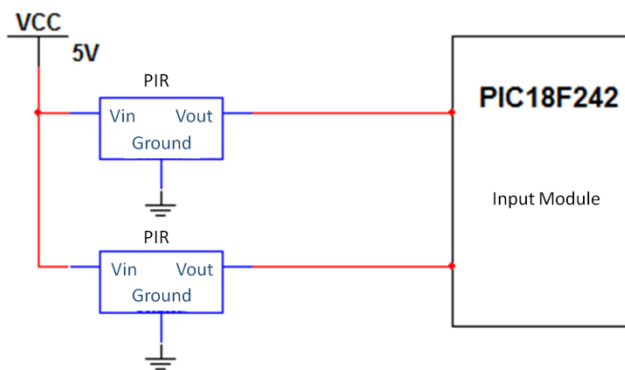 VCC
5V
PIR
Vin Vout
Ground
PIC18F242
Input Module
PIR
Vin Vout
Ground